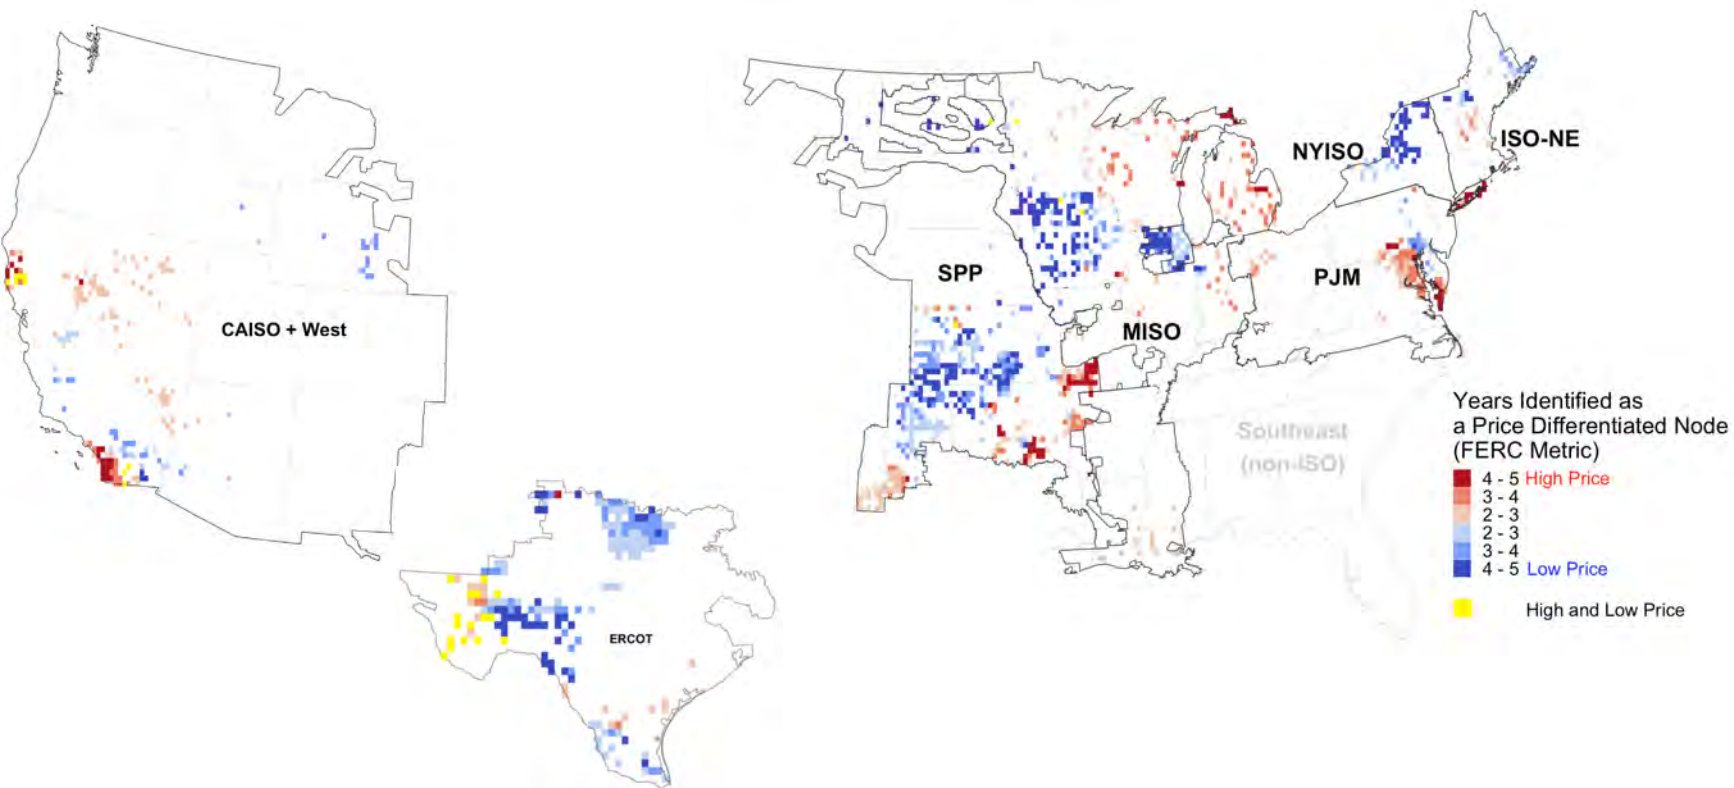 ISO-NE
NYISO
SPP
PJM
CAISO + West
MISO
Southeast
(non-ISO)
ERCOT
Years Identified as
a Price Differentiated Node
(FERC Metric)
4 - 5 High Price
3 - 4
2 - 3
2 - 3
3 - 4
4 - 5 Low Price
High and Low Price